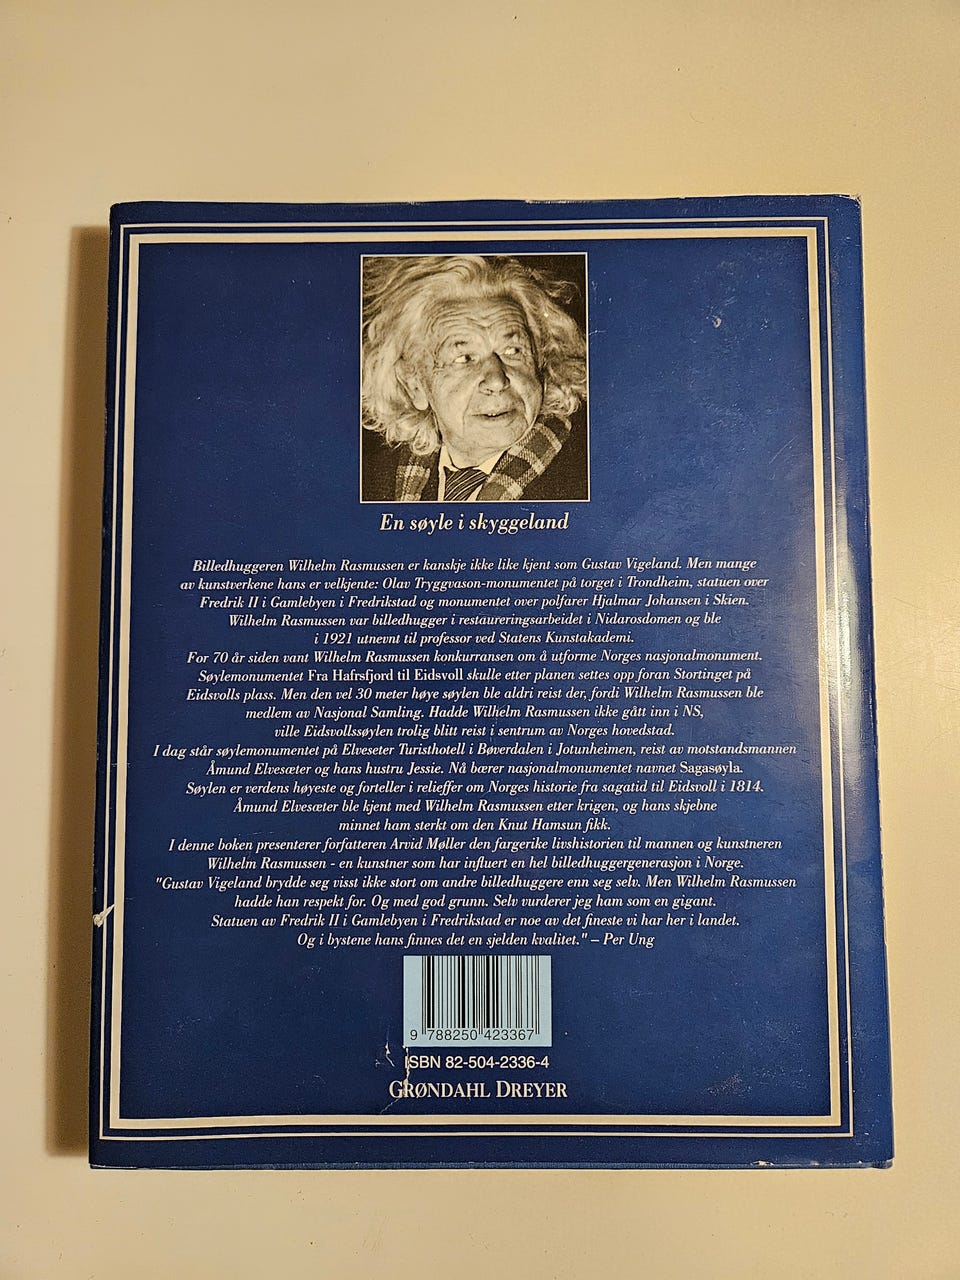 En søyle i skyggeland
Billedhuggeren Wilhelm Rasmussen er kanskje ikke like kjent som Gustav Vigeland. Men mange
av kunstverkene hans er velkjente: Olav Tryggvason-monumentet på torget i Trondheim, statuen over
Fredrik II i Gamlebyen i Fredrikstad og monumentet over polfarer Hjalmar Johansen i Skien.
Wilhelm Rasmussen var billedhugger i restaureringsarbeidet i Nidarosdomen og ble
i 1921 utnevnt til professor ved Statens Kunstakademi.
For 70 år siden vant Wilhelm Rasmussen konkurransen om å utforme Norges nasjonalmonument.
Søylemonumentet Fra Hafrsfjord til Eidsvoll skulle etter planen settes opp foran Stortinget på
Eidsvolls plass. Men den vel 30 meter høye søylen ble aldri reist der, fordi Wilhelm Rasmussen ble
medlem av Nasjonal Samling. Hadde Wilhelm Rasmussen ikke gått inn i NS,
ville Eidsvollssøylen trolig blitt reist i sentrum av Norges hovedstad.
I dag står søylemonumentet på Elveseter Turisthotell i Bøverdalen i Jotunheimen, reist av motstandsmannen
Åmund Elvesæter og hans hustru Jessie. Nå bærer nasjonalmonumentet navnet Sagasøyla.
Søylen er verdens høyeste og forteller i relieffer om Norges historie fra sagatid til Eidsvoll i 1814.
Åmund Elvesæter ble kjent med Wilhelm Rasmussen etter krigen, og hans skjebne
minnet ham sterkt om den Knut Hamsun fikk.
I denne boken presenterer forfatteren Arvid Møller den fargerike livshistorien til mannen og kunstneren
Wilhelm Rasmussen - en kunstner som har influert en hel billedhuggergenerasjon i Norge.
"Gustav Vigeland brydde seg visst ikke stort om andre billedhuggere enn seg selv. Men Wilhelm Rasmussen
hadde han respekt for. Og med god grunn. Selv vurderer jeg ham som en gigant.
Statuen av Fredrik II i Gamlebyen i Fredrikstad er noe av det fineste vi har her i landet.
Og i bystene hans finnes det en sjelden kvalitet." – Per Ung
9 788250 423367
ISBN 82-504-2336-4
GRØNDAHL DREYER